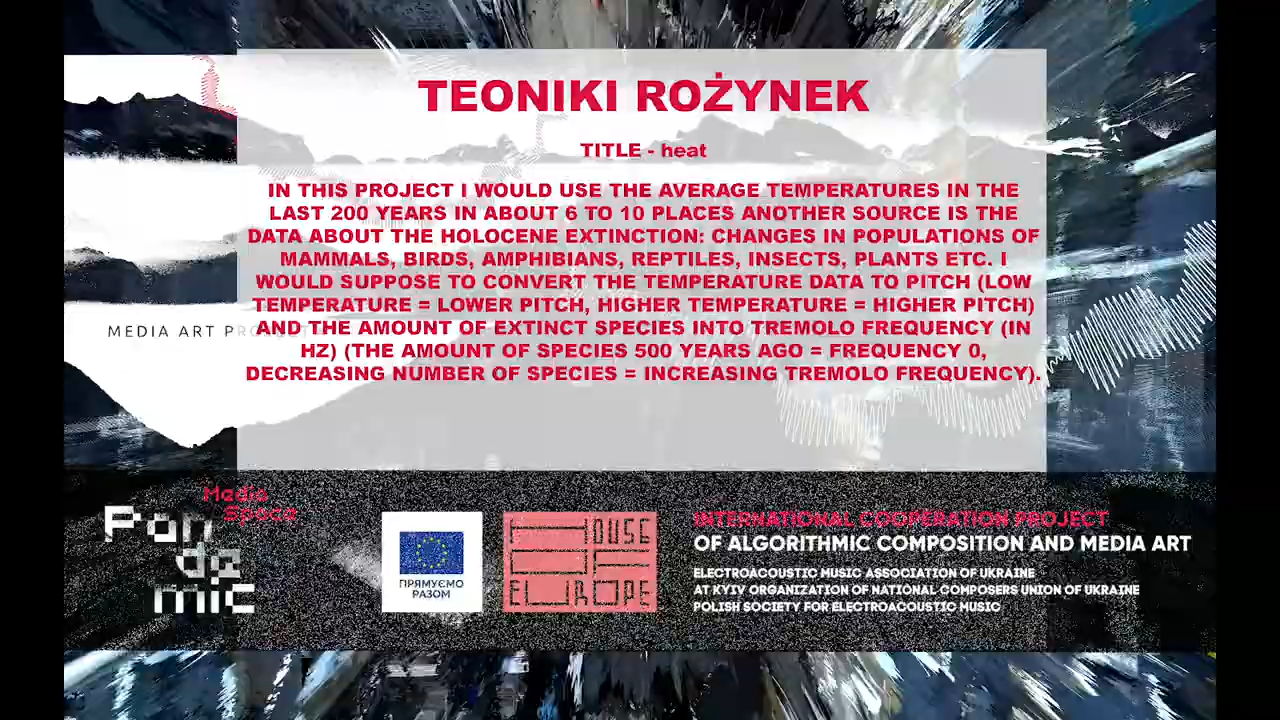 TEONIKI ROŻYNEK
TITLE - heat
IN THIS PROJECT I WOULD USE THE AVERAGE TEMPERATURES IN THE
LAST 200 YEARS IN ABOUT 6 TO 10 PLACES ANOTHER SOURCE IS THE
DATA ABOUT THE HOLOCENE EXTINCTION: CHANGES IN POPULATIONS OF
MAMMALS, BIRDS, AMPHIBIANS, REPTILES, INSECTS, PLANTS ETC. I
WOULD SUPPOSE TO CONVERT THE TEMPERATURE DATA TO PITCH (LOW
TEMPERATURE = LOWER PITCH, HIGHER TEMPERATURE = HIGHER PITCH)
AND THE AMOUNT OF EXTINCT SPECIES INTO TREMOLO FREQUENCY (IN
HZ) (THE AMOUNT OF SPECIES 500 YEARS AGO = FREQUENCY 0,
DECREASING NUMBER OF SPECIES = INCREASING TREMOLO FREQUENCY).
MEDIA ART PROJECT
Media
Space
Pan
de
mic
ПРЯМУЄМО
РАЗОМ
HOUSE
OF
EUROPE
INTERNATIONAL COOPERATION PROJECT
OF ALGORITHMIC COMPOSITION AND MEDIA ART
ELECTROACOUSTIC MUSIC ASSOCIATION OF UKRAINE
AT KYIV ORGANIZATION OF NATIONAL COMPOSERS UNION OF UKRAINE
POLISH SOCIETY FOR ELECTROACOUSTIC MUSIC